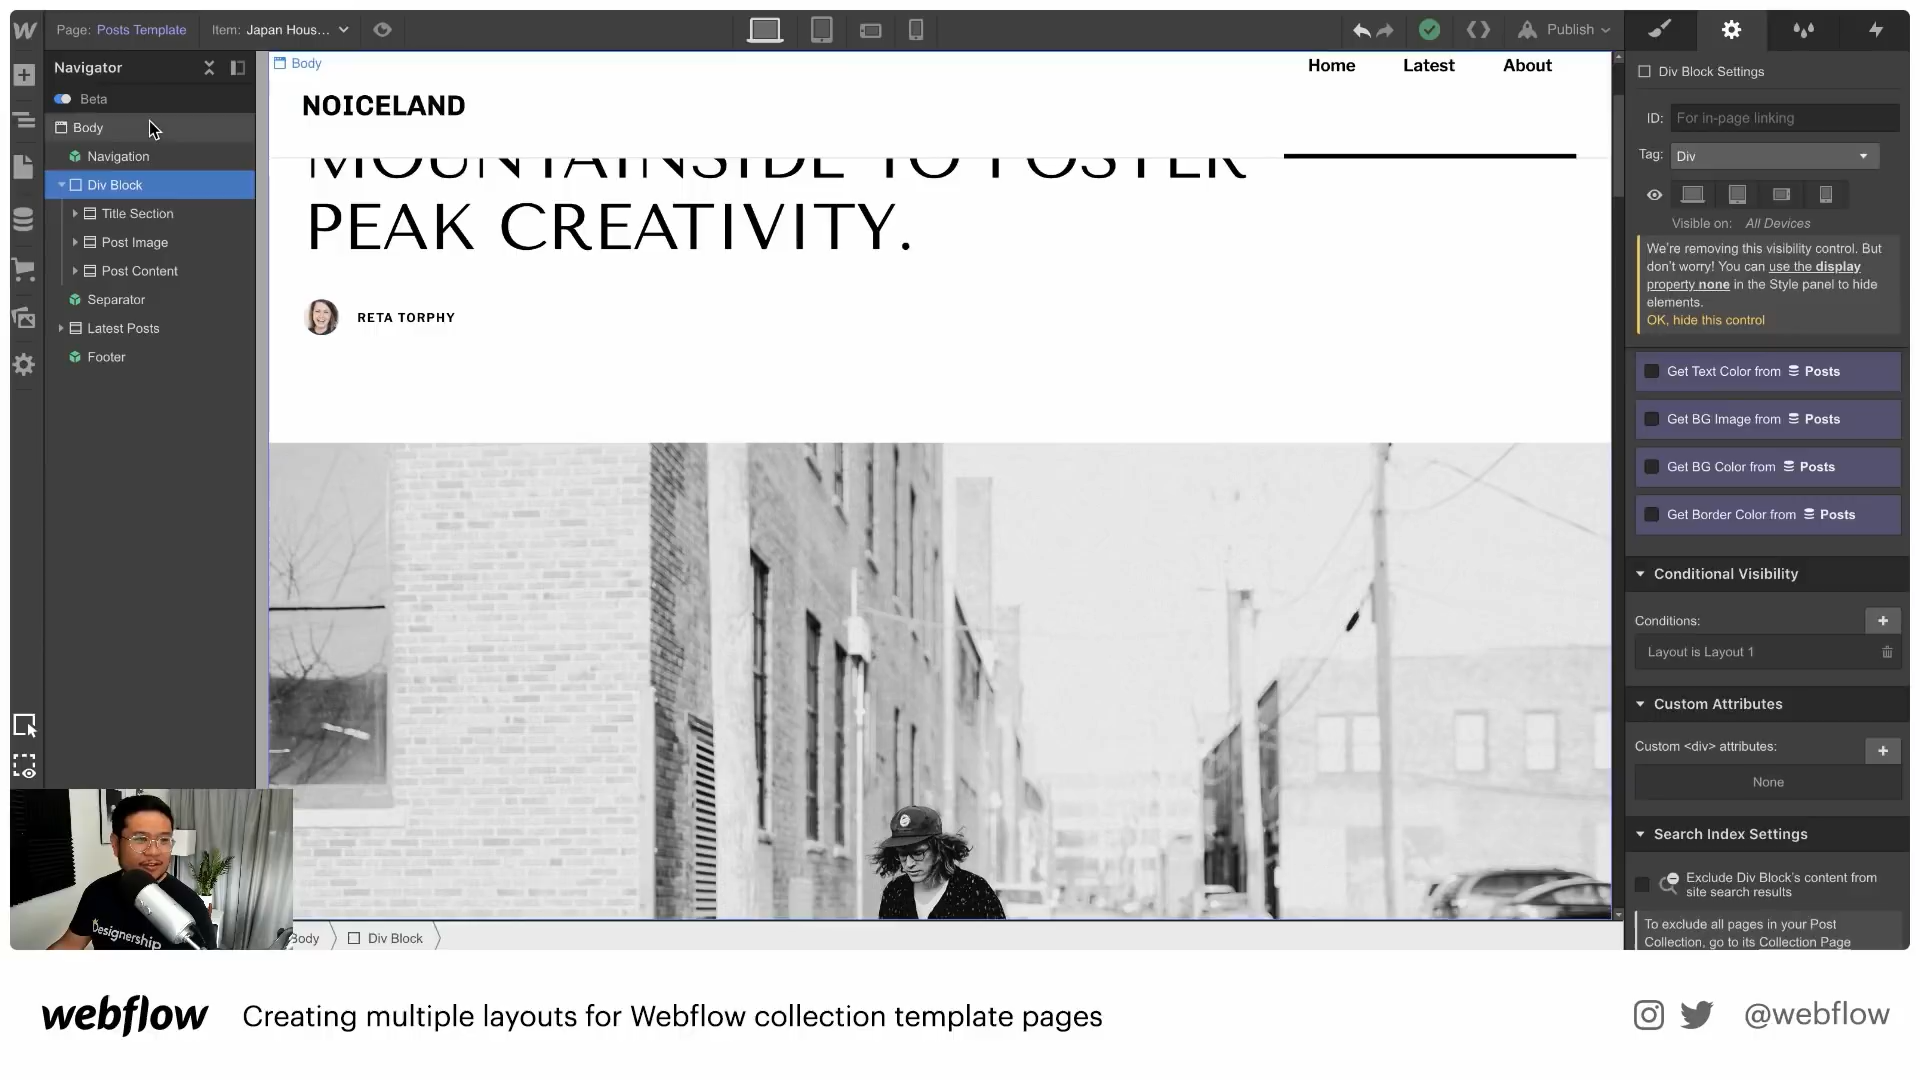 Page: Posts Template
Item: Japan Hous...
Publish
Navigator
Beta
Body
Navigation
Div Block
Title Section
Post Image
Post Content
Separator
Latest Posts
Footer
Body
Home Latest About
NOICELAND
MOUNTAINSIDE TO FOSTER
PEAK CREATIVITY.
RETA TORPHY
Body
Div Block
Div Block Settings
ID: For in-page linking
Tag: Div
Visible on: All Devices
We're removing this visibility control. But
don't worry! You can use the display
property none in the Style panel to hide
elements.
OK, hide this control
Get Text Color from Posts
Get BG Image from Posts
Get BG Color from Posts
Get Border Color from Posts
Conditional Visibility
Conditions:
Layout is Layout 1
Custom Attributes
Custom <div> attributes:
None
Search Index Settings
Exclude Div Block's content from
site search results
To exclude all pages in your Post
Collection, go to its Collection Page
Designership
webflow
Creating multiple layouts for Webflow collection template pages
@webflow